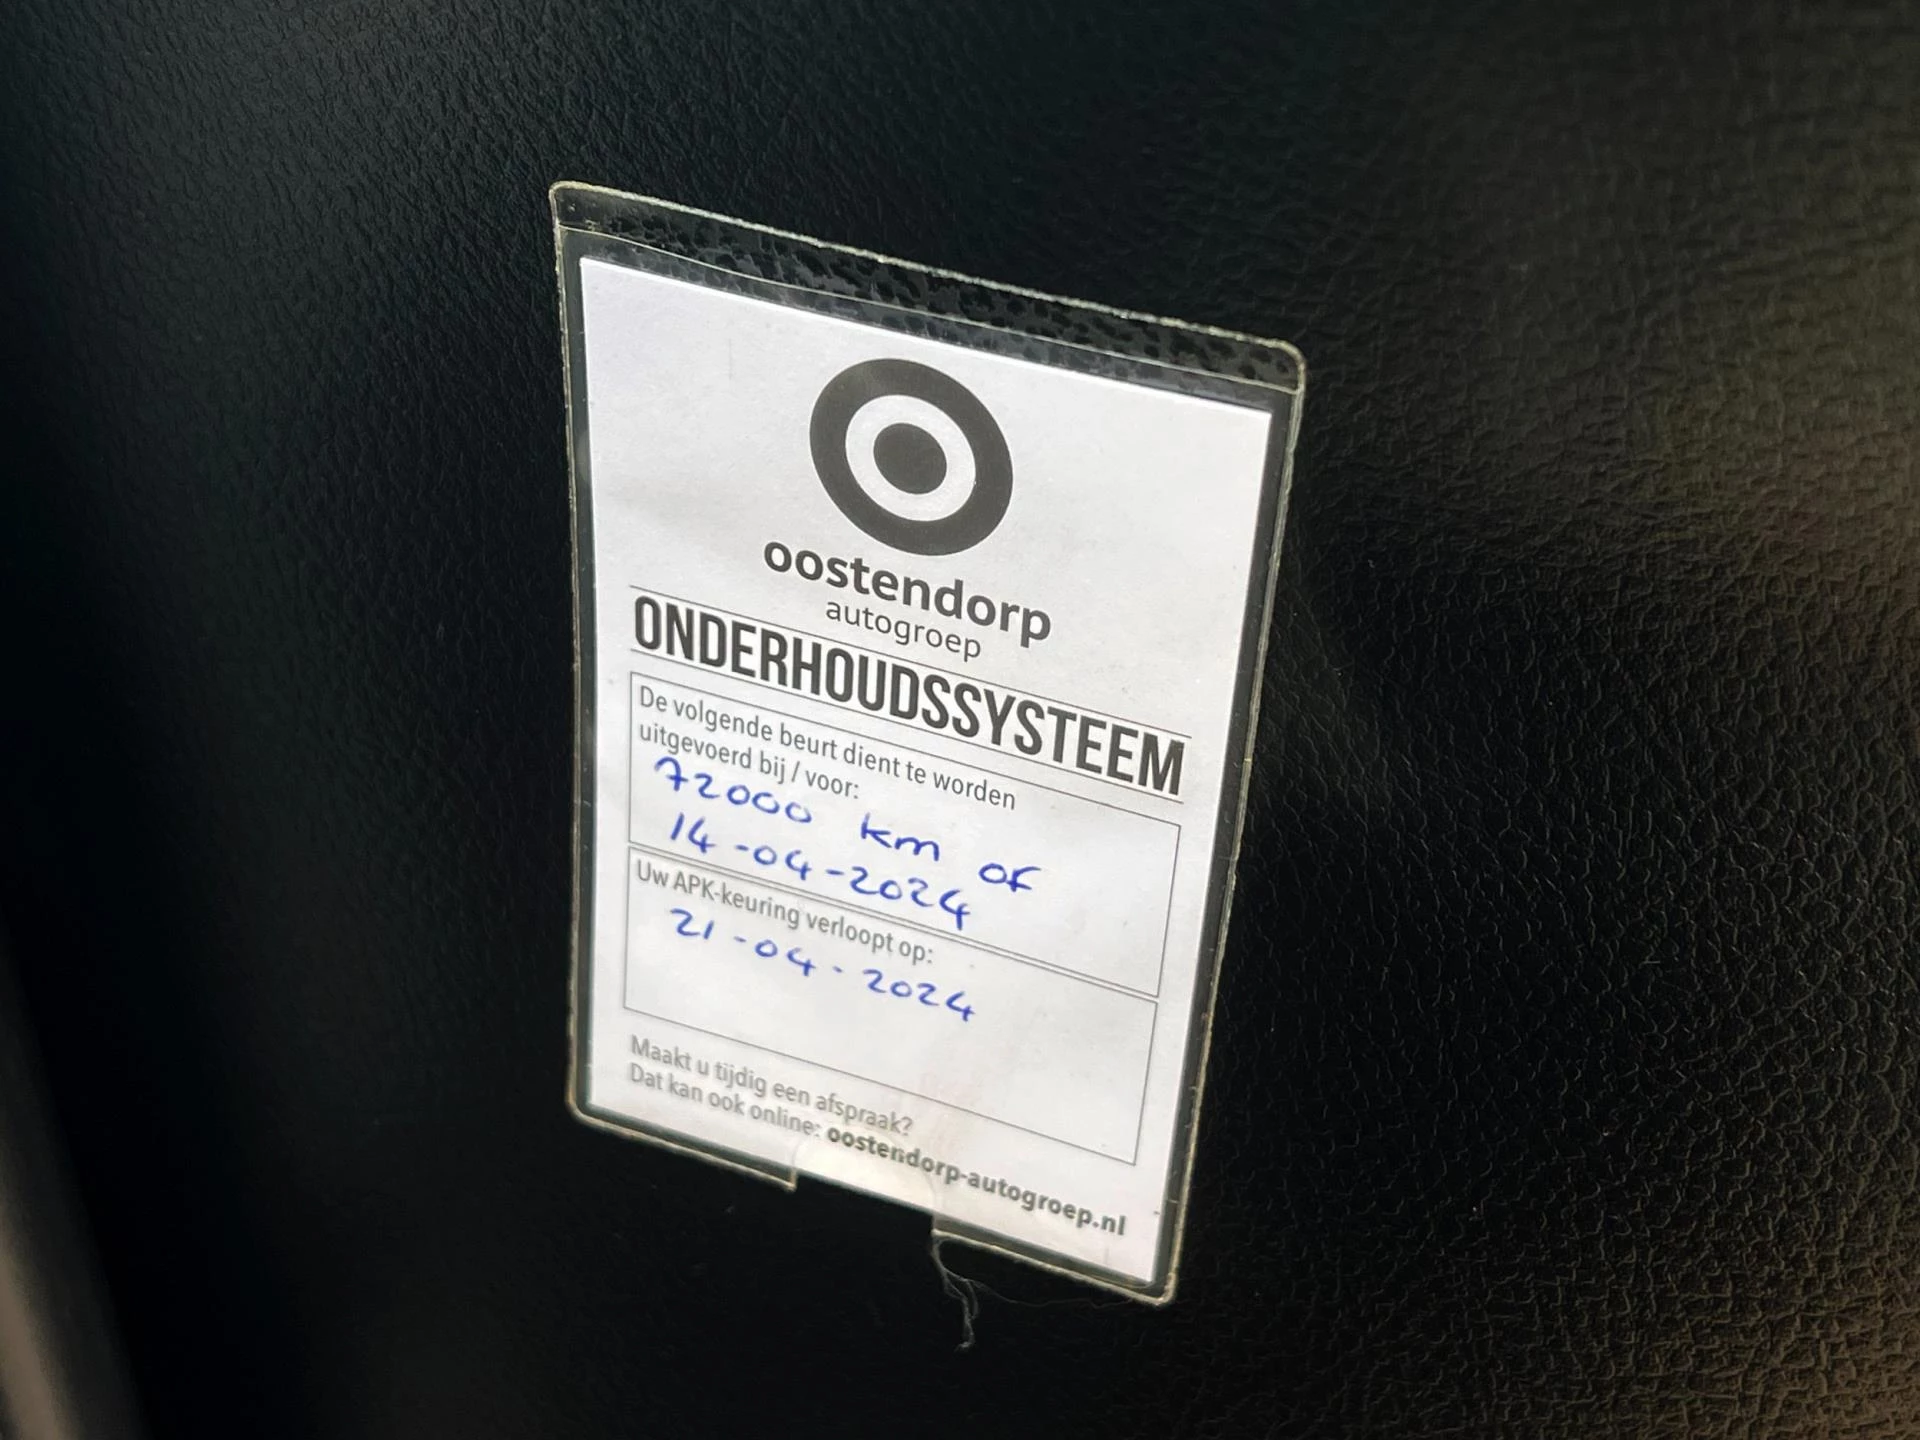 oostendorp
autogroep
ONDERHOUDSSYSTEEM
De volgende beurt dient te worden
uitgevoerd bij / voor:
72000 km of
14-04-2024
Uw APK-keuring verloopt op:
21-04-2024
Maakt u tijdig een afspraak?
Dat kan ook online: oostendorp-autogroep.nl